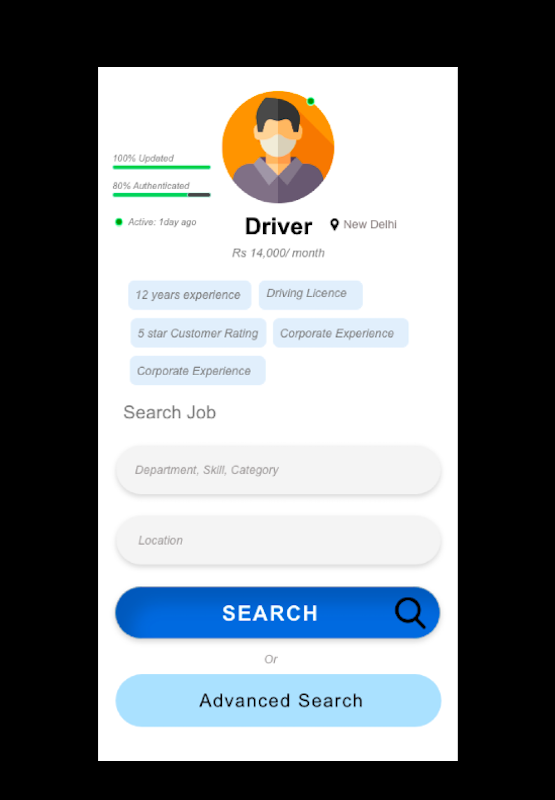 100% Updated
80% Authenticated
Active: 1day ago
Driver
New Delhi
Rs 14,000/ month
12 years experience
Driving Licence
5 star Customer Rating
Corporate Experience
Corporate Experience
Search Job
Department, Skill, Category
Location
SEARCH
Or
Advanced Search